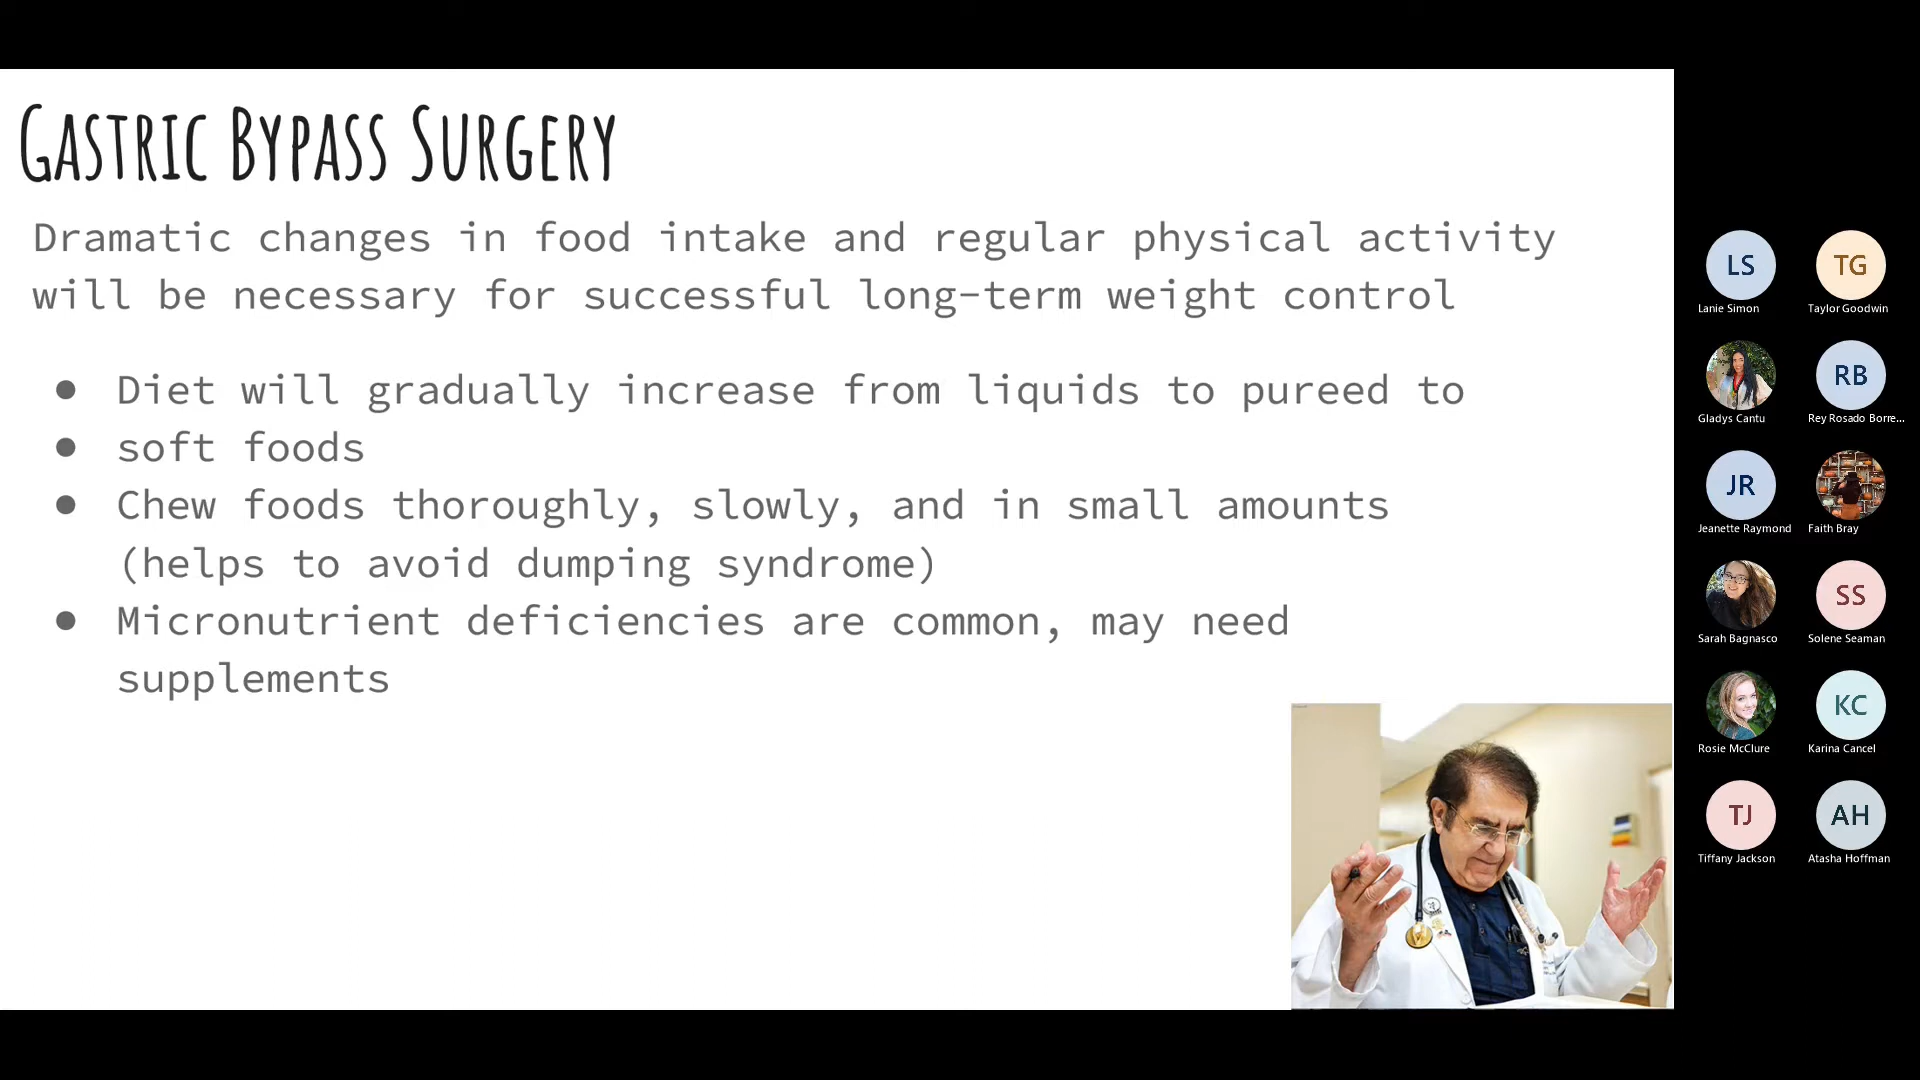 Gastric Bypass Surgery
Dramatic changes in food intake and regular physical activity
will be necessary for successful long-term weight control
● Diet will gradually increase from liquids to pureed to
● soft foods
● Chew foods thoroughly, slowly, and in small amounts
(helps to avoid dumping syndrome)
● Micronutrient deficiencies are common, may need
supplements
LS
TG
Lanie Simon
Taylor Goodwin
RB
Gladys Cantu
Rey Rosado Borre...
JR
Jeanette Raymond
Faith Bray
SS
Sarah Bagnasco
Solene Seaman
KC
Rosie McClure
Karina Cancel
TJ
AH
Tiffany Jackson
Atasha Hoffman